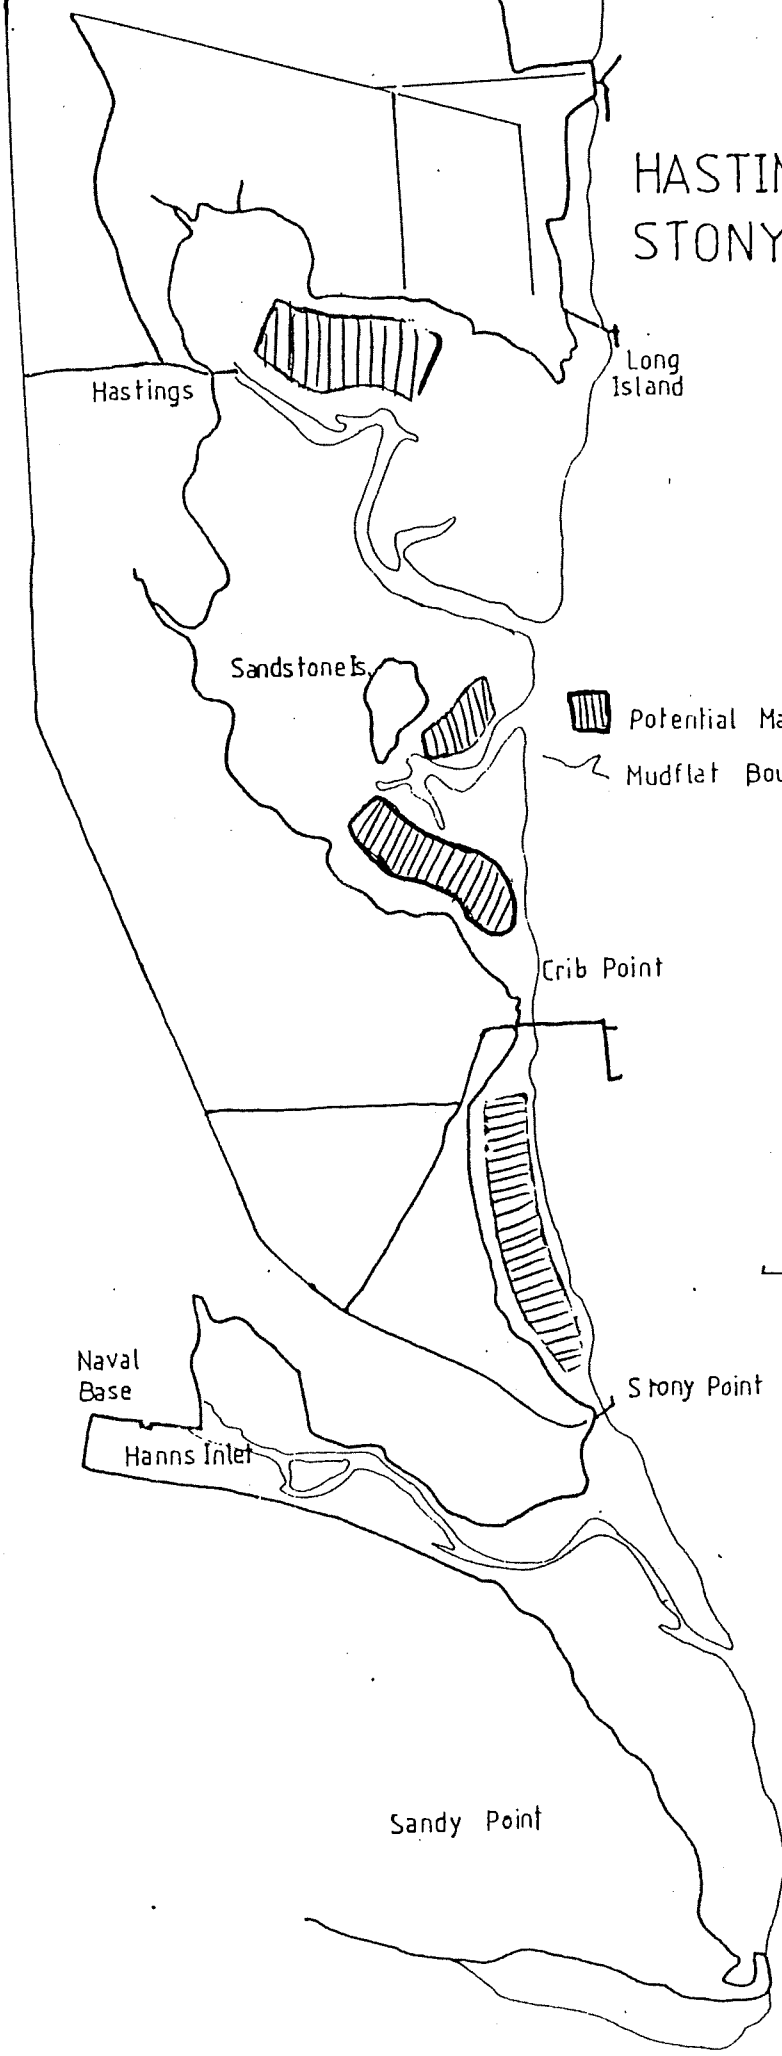 HASTIN
STONY
Long
Island
Hastings
Sandstone Is.
Potential Ma
Mudflat Bou
Crib Point
Naval
Base
Stony Point
Hanns Inlet
Sandy Point